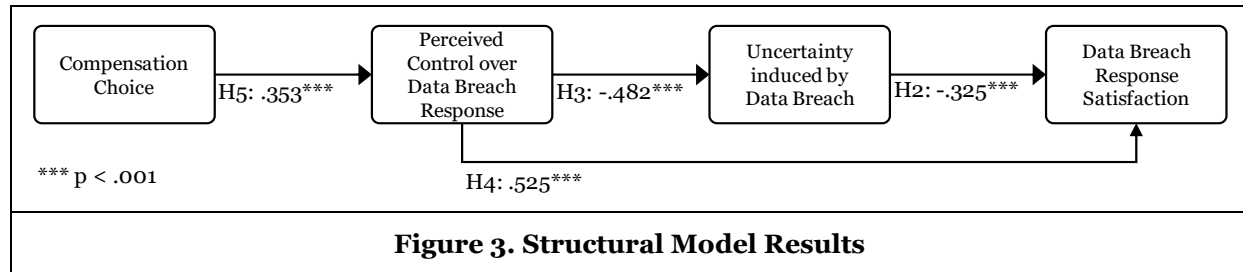 Compensation
Choice
H5: .353***
Perceived
Control over
Data Breach
Response
H3: -.482***
Uncertainty
induced by
Data Breach
H2: -.325***
Data Breach
Response
Satisfaction
*** p < .001
H4: .525***
Figure 3. Structural Model Results